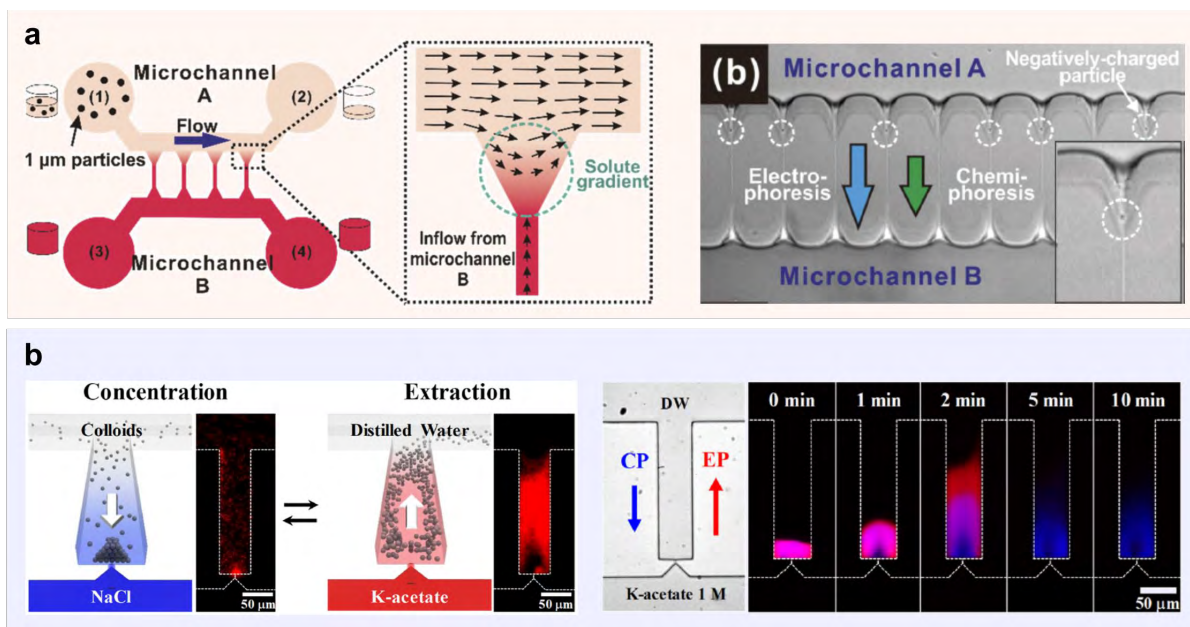 a
Microchannel
A
(1)
(2)
Flow
1 µm particles
(3)
(4)
Microchannel
B
Solute
gradient
Inflow from
microchannel
B
(b)
Microchannel A
Negatively-charged
particle
Electro-
phoresis
Chemi-
phoresis
Microchannel B
b
Concentration
Extraction
Colloids
Distilled Water
NaCl
50 µm
K-acetate
50 µm
DW
CP
EP
K-acetate 1 M
0 min
1 min
2 min
5 min
10 min
50 µm